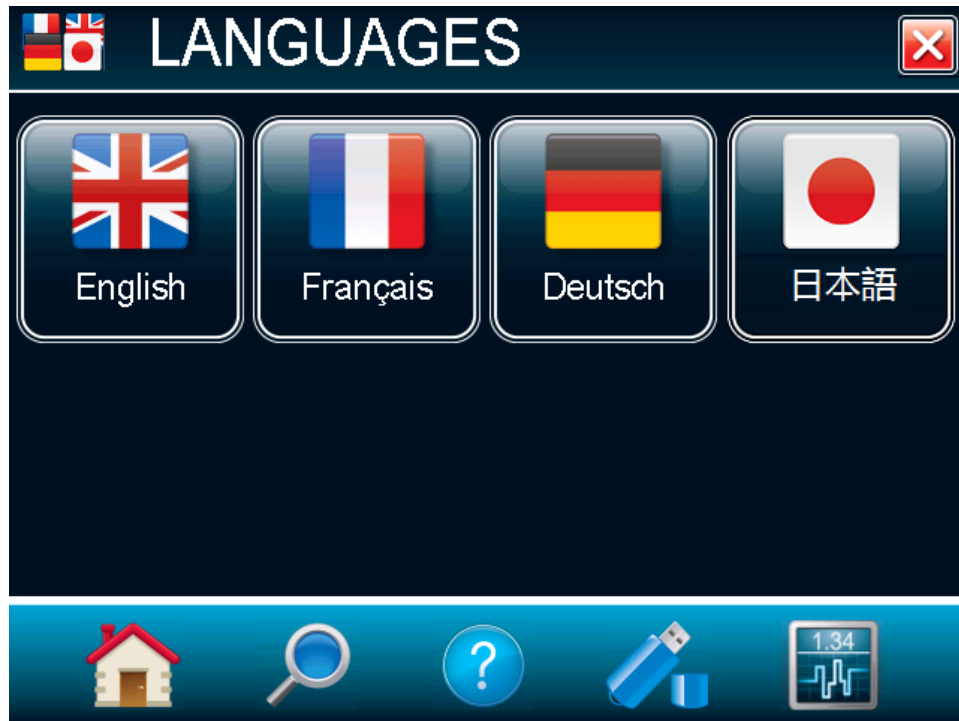 LANGUAGES
English
Français
Deutsch
日本語
?
1.34